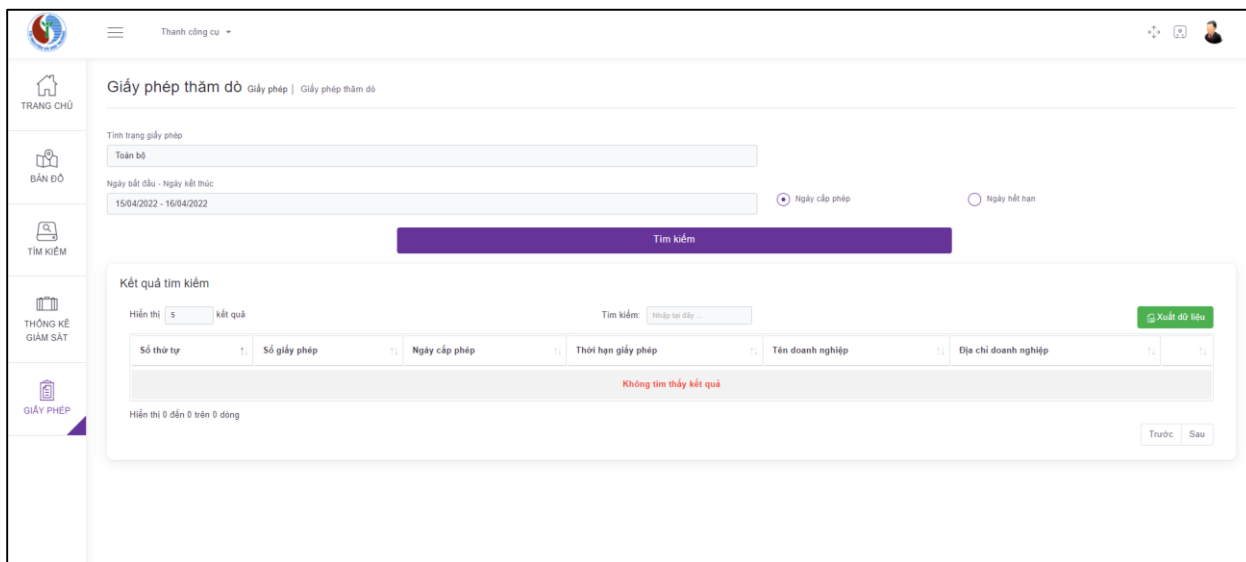 Thanh công cu
TRANG CHỦ
Giấy phép thăm dò Giấy phép | Giấy phép thăm dò
Tình trạng giấy phép
Toàn bộ
BẢN ĐỒ
Ngày bắt đầu - Ngày kết thúc
15/04/2022 - 16/04/2022
Ngày cấp phép
Ngày hết hạn
Tìm kiếm
TÌM KIẾM
Kết quả tìm kiếm
Hiển thị 5 kết quả
Tìm kiếm: Nhập tại đây ...
Xuất dữ liệu
THỐNG KÊ
GIÁM SÁT
Số thứ tự Số giấy phép Ngày cấp phép Thời hạn giấy phép Tên doanh nghiệp Địa chỉ doanh nghiệp
Không tìm thấy kết quả
GIẤY PHÉP
Hiển thị 0 đến 0 trên 0 dòng
Trước Sau